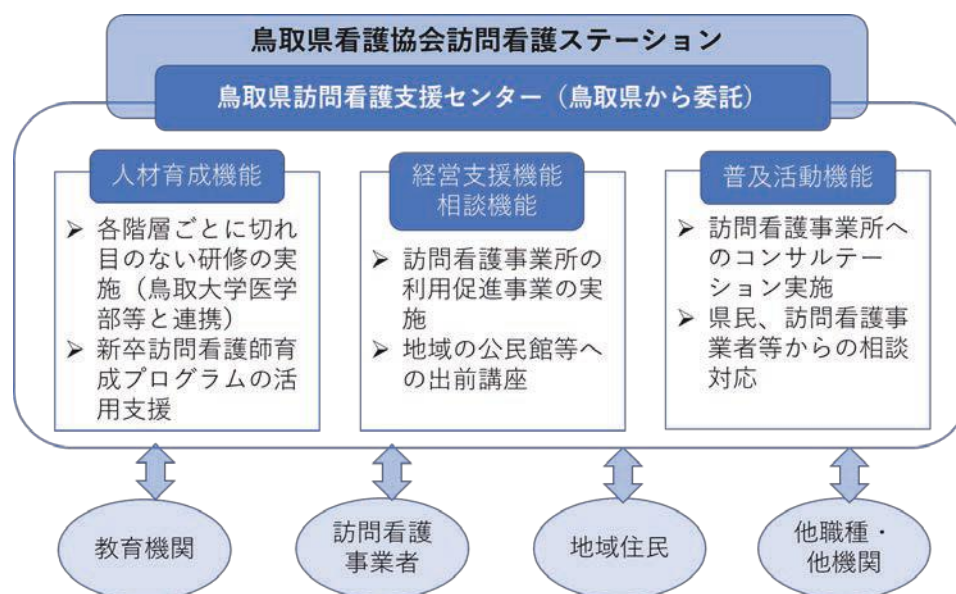 鳥取県看護協会訪問看護ステーション
鳥取県訪問看護支援センター（鳥取県から委託）
人材育成機能
➢ 各階層ごとに切れ
目のない研修の実
施（鳥取大学医学
部等と連携）
➢ 新卒訪問看護師育
成プログラムの活
用支援
経営支援機能
相談機能
➢ 訪問看護事業所の
利用促進事業の実
施
➢ 地域の公民館等へ
の出前講座
普及活動機能
➢ 訪問看護事業所へ
のコンサルテー
ション実施
➢ 県民、訪問看護事
業者等からの相談
対応
教育機関
訪問看護
事業者
地域住民
他職種・
他機関